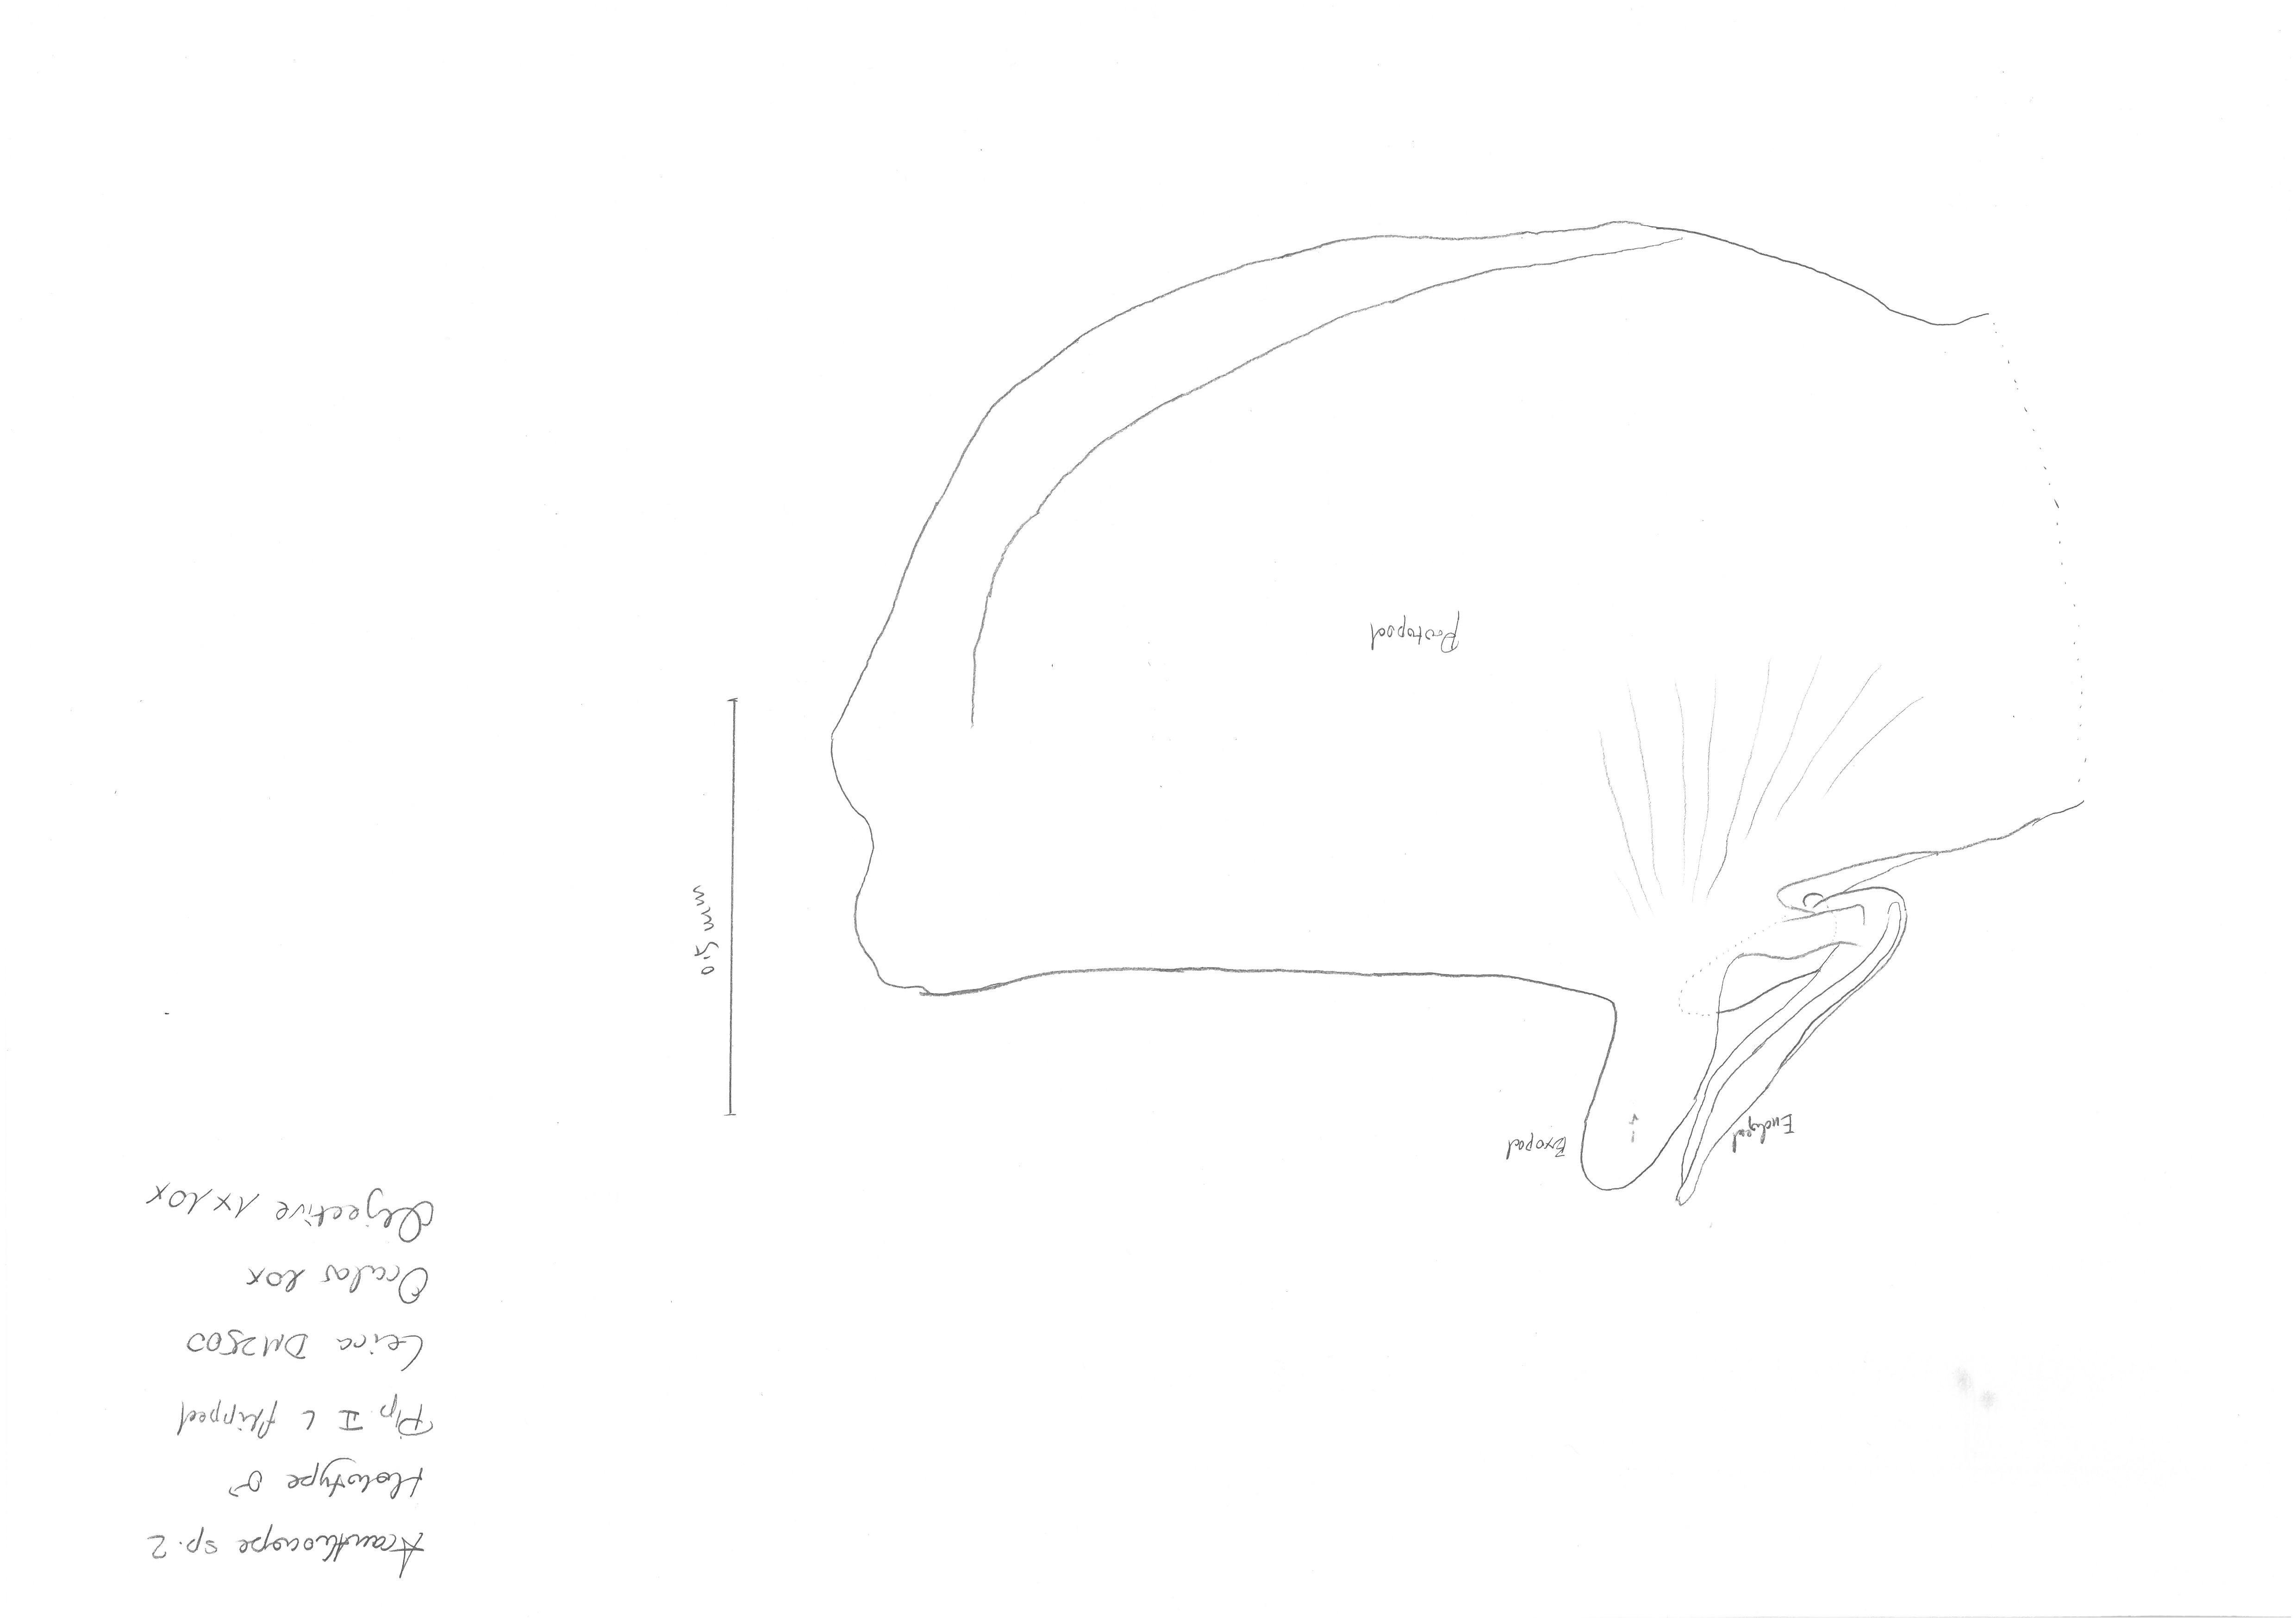 Acanthocope sp. 2
Holotype ♂
Plp II L flipped
Leica DM2500
Ocular 10x
Objective 1x10x
Endopod
Exopod
0,5 mm
Protopod